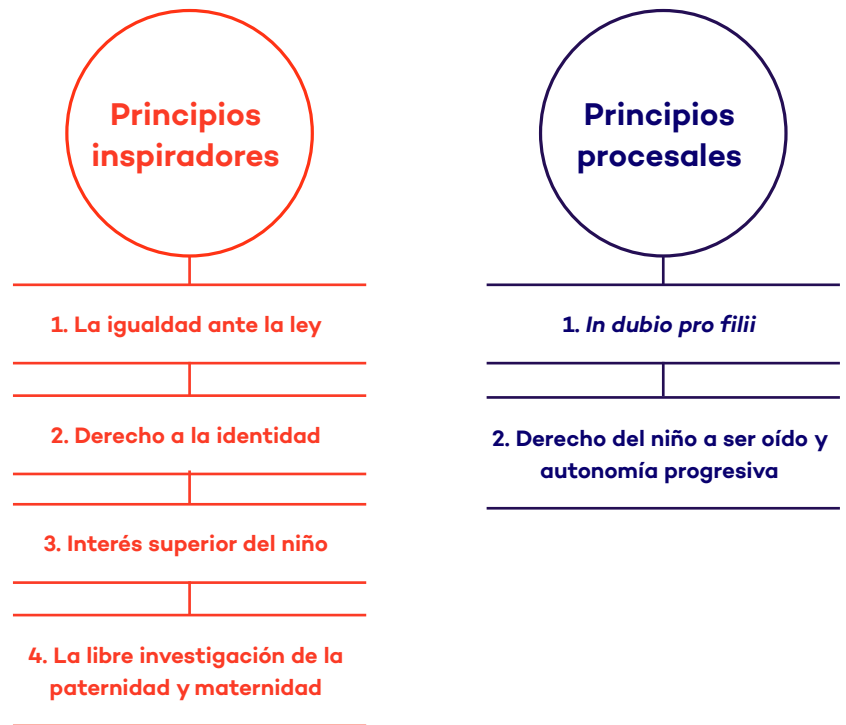 Principios
inspiradores
1. La igualdad ante la ley
2. Derecho a la identidad
3. Interés superior del niño
4. La libre investigación de la
paternidad y maternidad
Principios
procesales
1. In dubio pro filii
2. Derecho del niño a ser oído y
autonomía progresiva